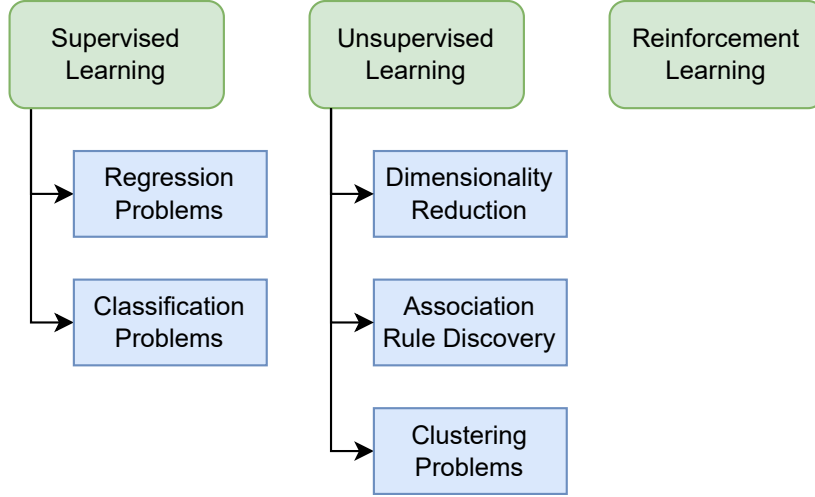 Supervised
Learning
Unsupervised
Learning
Reinforcement
Learning
Regression
Problems
Classification
Problems
Dimensionality
Reduction
Association
Rule Discovery
Clustering
Problems